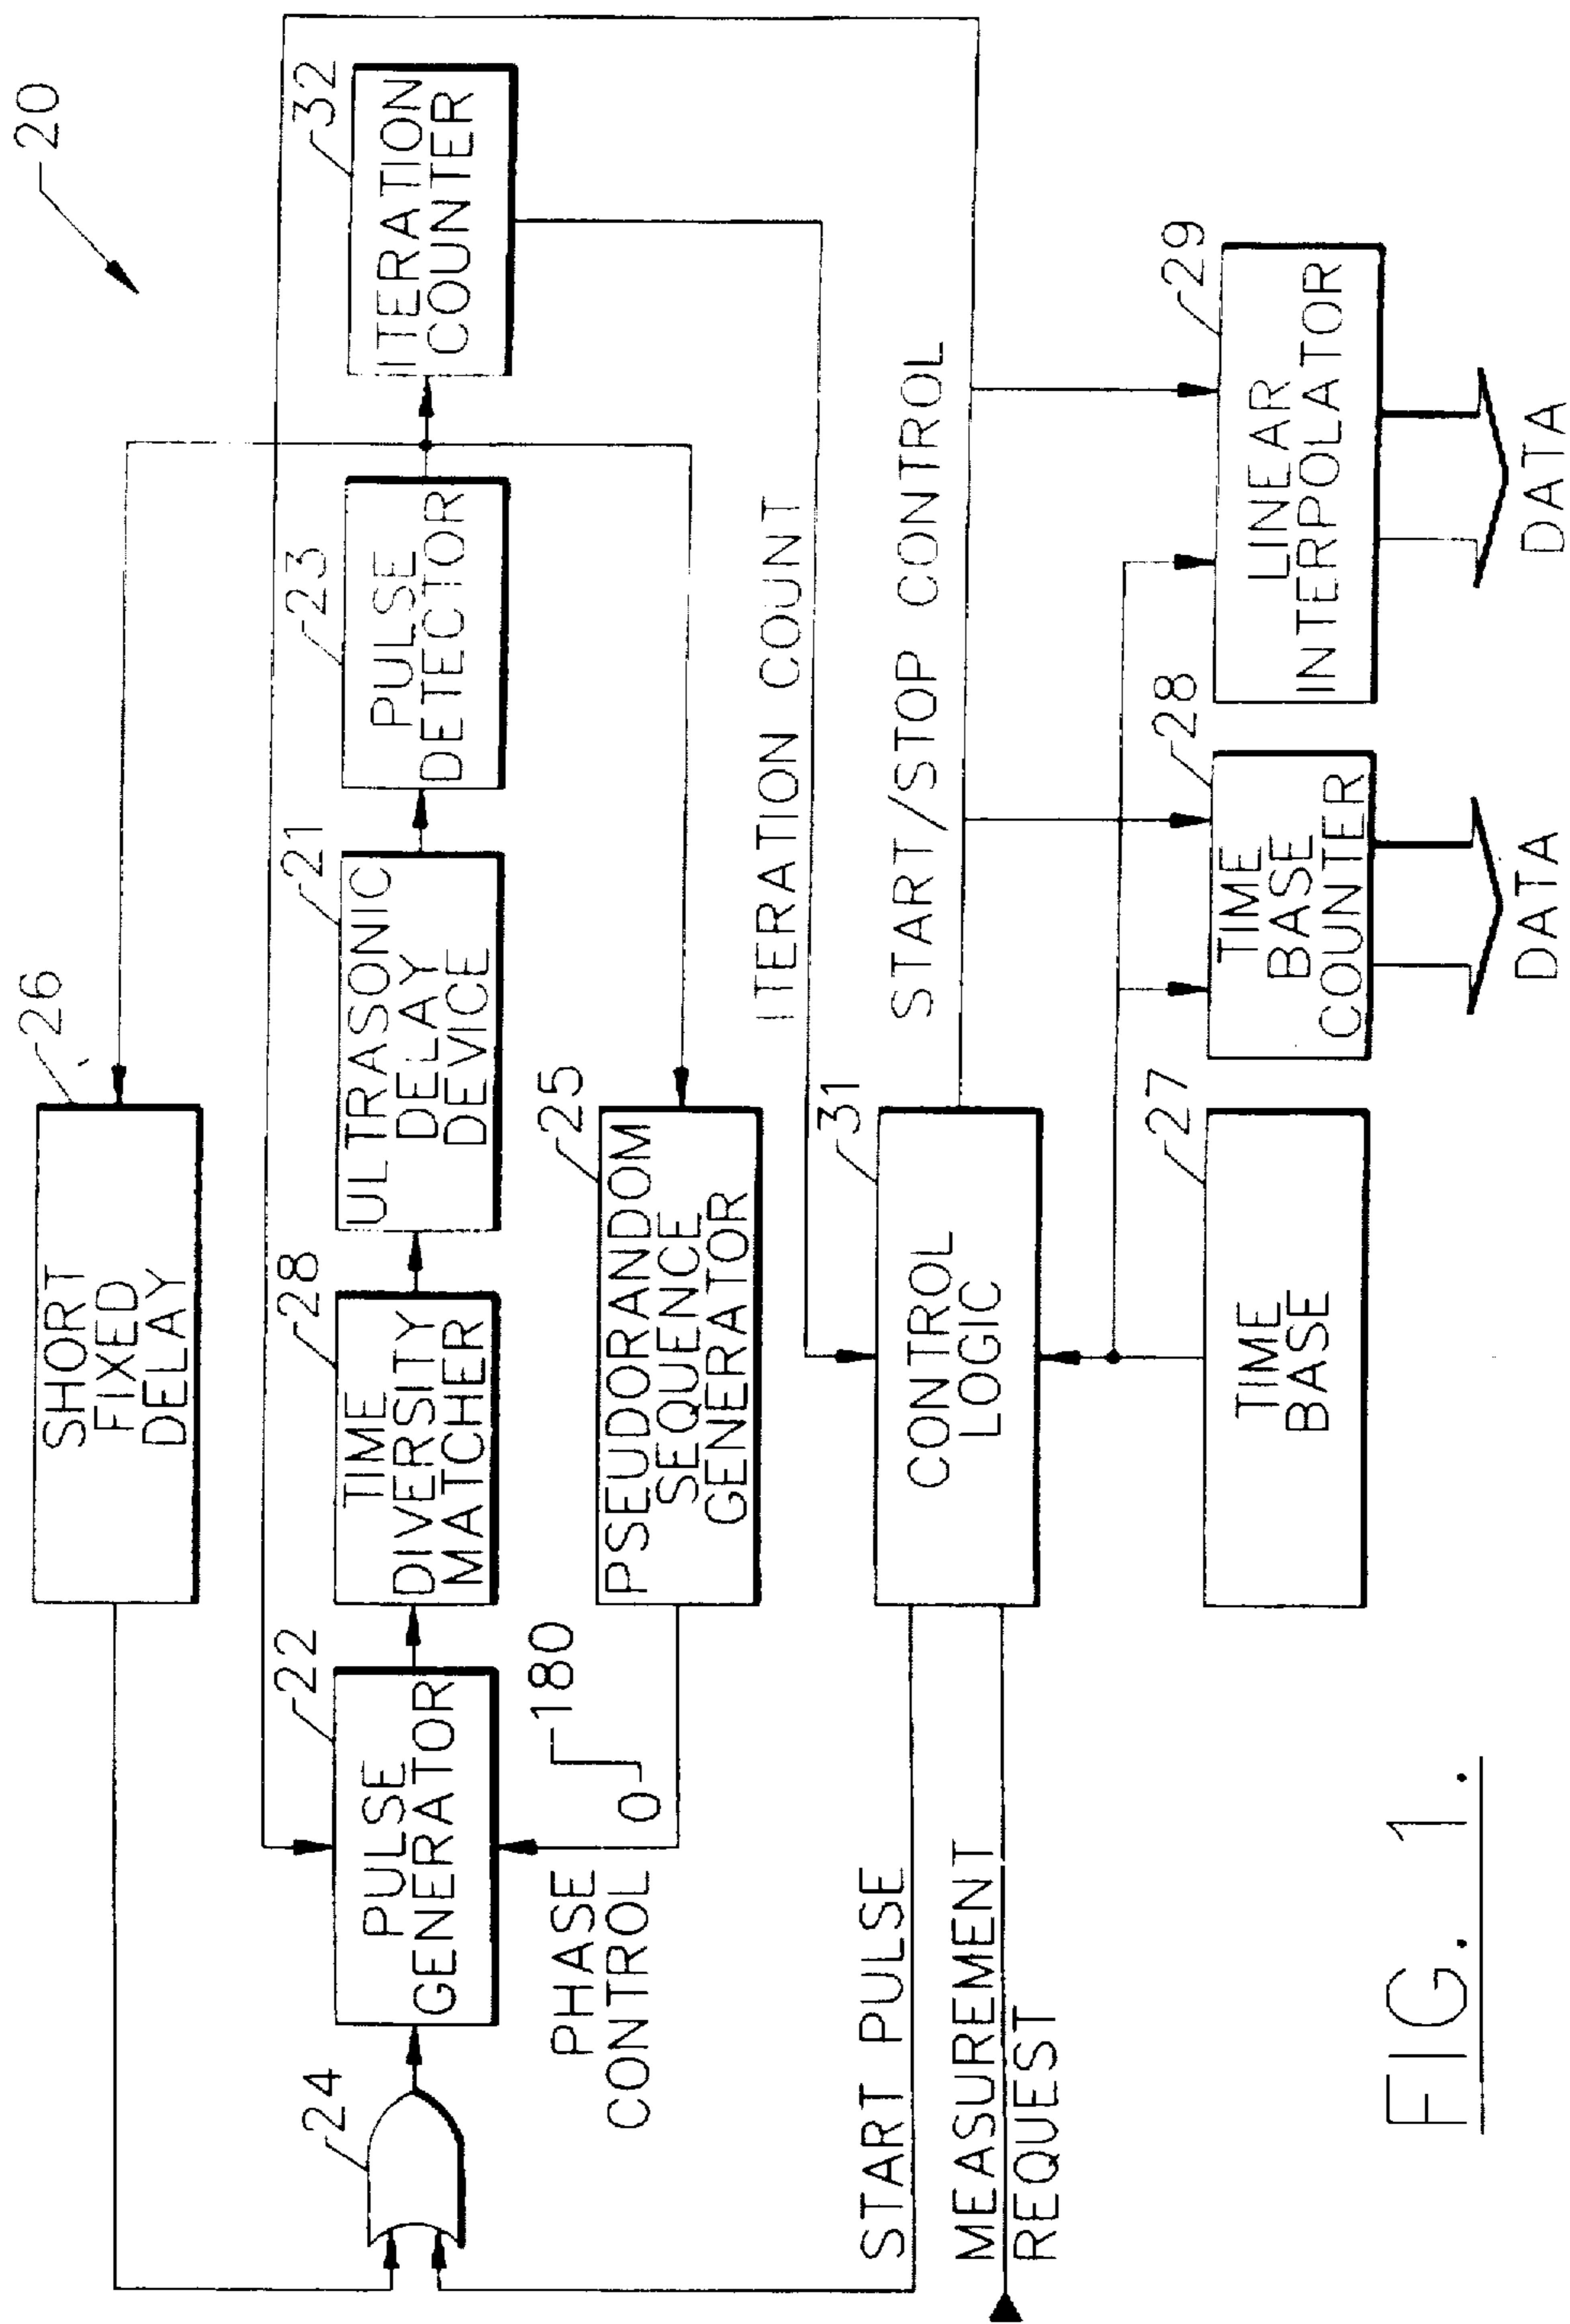 20
26
SHORT
FIXED
DELAY
24
22
PULSE
GENERATOR
28
TIME
DIVERSITY
MATCHER
21
ULTRASONIC
DELAY
DEVICE
23
PULSE
DETECTOR
32
ITERATION
COUNTER
PHASE
CONTROL
0
180
25
PSEUDORANDOM
SEQUENCE
GENERATOR
ITERATION COUNT
START PULSE
31
CONTROL
LOGIC
START/STOP CONTROL
MEASUREMENT
REQUEST
27
TIME
BASE
28
TIME
BASE
COUNTER
29
LINEAR
INTERPOLATOR
DATA
DATA
FIG. 1.